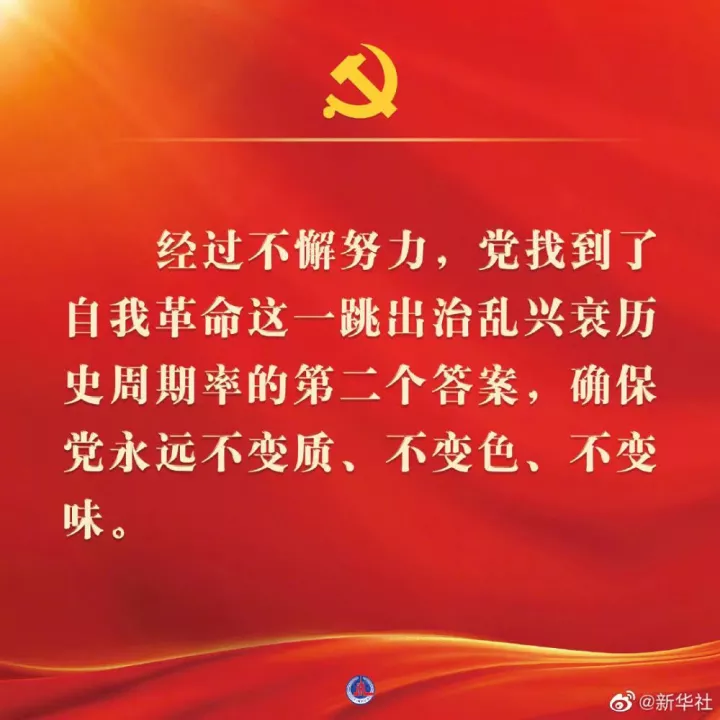 经过不懈努力，党找到了
自我革命这一跳出治乱兴衰历
史周期率的第二个答案，确保
党永远不变质、不变色、不变
味。
@新华社